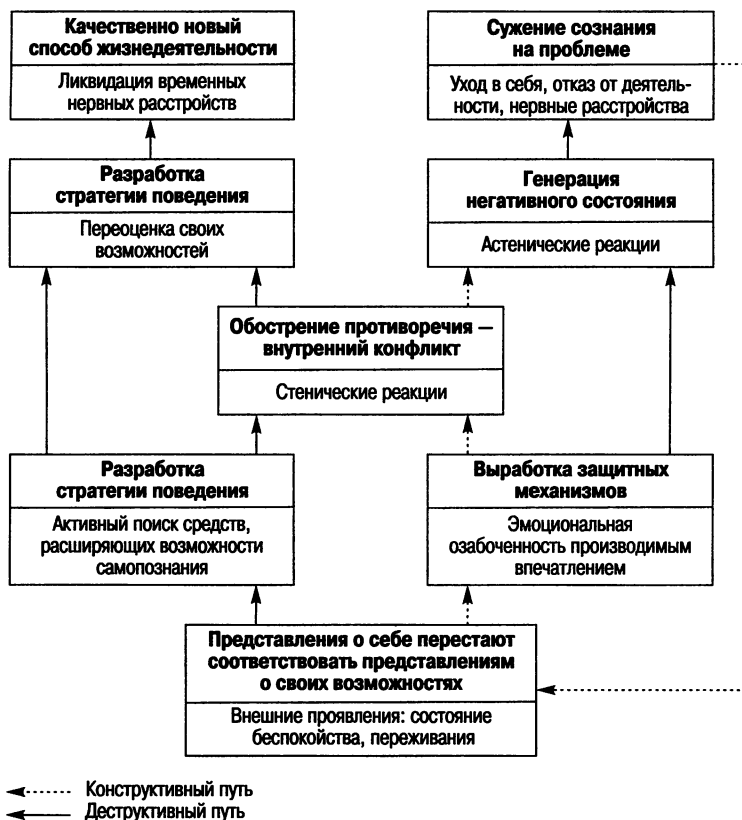 Качественно новый
способ жизнедеятельности
Ликвидация временных
нервных расстройств
Сужение сознания
на проблеме
Уход в себя, отказ от деятель-
ности, нервные расстройства
Разработка
стратегии поведения
Переоценка своих
возможностей
Генерация
негативного состояния
Астенические реакции
Обострение противоречия —
внутренний конфликт
Стенические реакции
Разработка
стратегии поведения
Активный поиск средств,
расширяющих возможности
самопознания
Выработка защитных
механизмов
Эмоциональная
озабоченность производимым
впечатлением
Представления о себе перестают
соответствовать представлениям
о своих возможностях
Внешние проявления: состояние
беспокойства, переживания
Конструктивный путь
Деструктивный путь